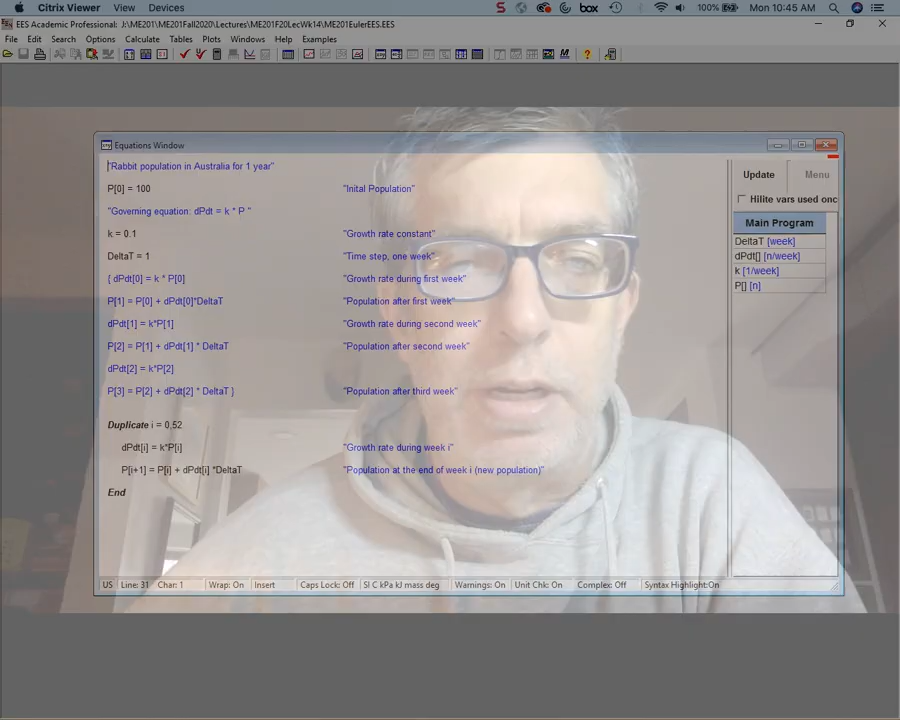 Citrix Viewer View Devices box 100% Mon 10:45 AM
EES Academic Professional: J:\ME201\ME201Fall2020\Lectures\ME201F20LecWk14\ME201EulerEES.EES
File Edit Search Options Calculate Tables Plots Windows Help Examples
Equations Window
"Rabbit population in Australia for 1 year"
P[0] = 100 "Inital Population"
"Governing equation: dPdt = k * P "
k = 0.1 "Growth rate constant"
DeltaT = 1 "Time step, one week"
{ dPdt[0] = k * P[0] "Growth rate during first week"
P[1] = P[0] + dPdt[0]*DeltaT "Population after first week"
dPdt[1] = k*P[1] "Growth rate during second week"
P[2] = P[1] + dPdt[1] * DeltaT "Population after second week"
dPdt[2] = k*P[2]
P[3] = P[2] + dPdt[2] * DeltaT } "Population after third week"
Duplicate i = 0,52
dPdt[i] = k*P[i] "Growth rate during week i"
P[i+1] = P[i] + dPdt[i] *DeltaT "Population at the end of week i (new population)"
End
Update Menu
Hilite vars used onc
Main Program
DeltaT [week]
dPdt[] [n/week]
k [1/week]
P[] [n]
US Line: 31 Char: 1 Wrap: On Insert Caps Lock: Off SI C kPa kJ mass deg Warnings: On Unit Chk: On Complex: Off Syntax Highlight:On